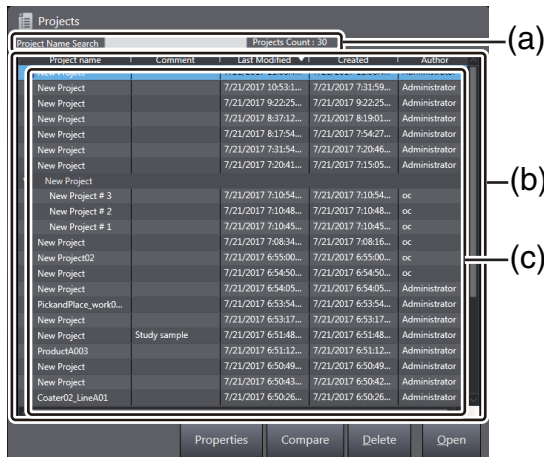 Projects
Project Name Search Projects Count : 30 (a)
Project name Comment Last Modified ▼ Created Author
New Project
New Project 7/21/2017 10:53:1... 7/21/2017 7:31:59... Administrator
New Project 7/21/2017 9:22:25... 7/21/2017 9:22:25... Administrator
New Project 7/21/2017 8:37:12... 7/21/2017 8:19:01... Administrator
New Project 7/21/2017 8:17:54... 7/21/2017 7:54:27... Administrator
New Project 7/21/2017 7:31:54... 7/21/2017 7:20:46... Administrator
New Project 7/21/2017 7:20:41... 7/21/2017 7:15:05... Administrator
New Project (b)
New Project # 3 7/21/2017 7:10:54... 7/21/2017 7:10:54... oc
New Project # 2 7/21/2017 7:10:48... 7/21/2017 7:10:48... oc
New Project # 1 7/21/2017 7:10:45... 7/21/2017 7:10:45... oc
New Project 7/21/2017 7:08:34... 7/21/2017 7:08:16... oc
New Project02 7/21/2017 6:55:00... 7/21/2017 6:55:00... oc (c)
New Project 7/21/2017 6:54:50... 7/21/2017 6:54:50... oc
New Project 7/21/2017 6:54:05... 7/21/2017 6:54:05... Administrator
PickandPlace_work0... 7/21/2017 6:53:54... 7/21/2017 6:53:54... Administrator
New Project 7/21/2017 6:53:17... 7/21/2017 6:53:17... Administrator
New Project Study sample 7/21/2017 6:51:48... 7/21/2017 6:51:48... Administrator
ProductA003 7/21/2017 6:51:12... 7/21/2017 6:51:12... Administrator
New Project 7/21/2017 6:50:49... 7/21/2017 6:50:49... Administrator
New Project 7/21/2017 6:50:43... 7/21/2017 6:50:42... Administrator
Coater02_LineA01 7/21/2017 6:50:26... 7/21/2017 6:50:26... Administrator
Properties Compare Delete Open